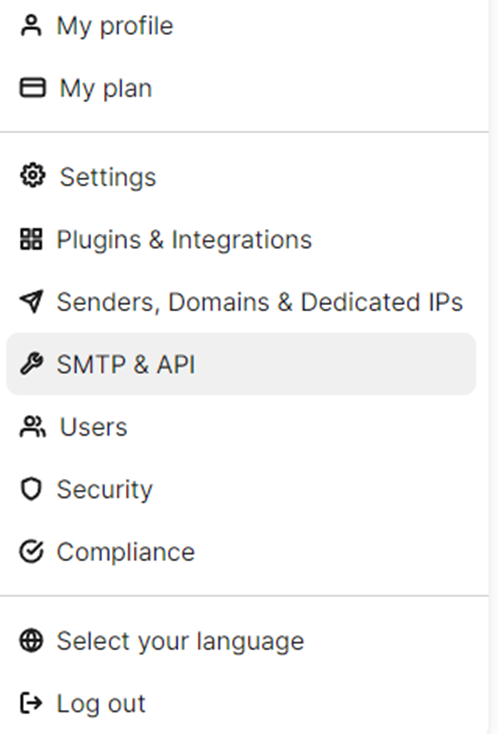 My profile
My plan
Settings
Plugins & Integrations
Senders, Domains & Dedicated IPs
SMTP & API
Users
Security
Compliance
Select your language
Log out